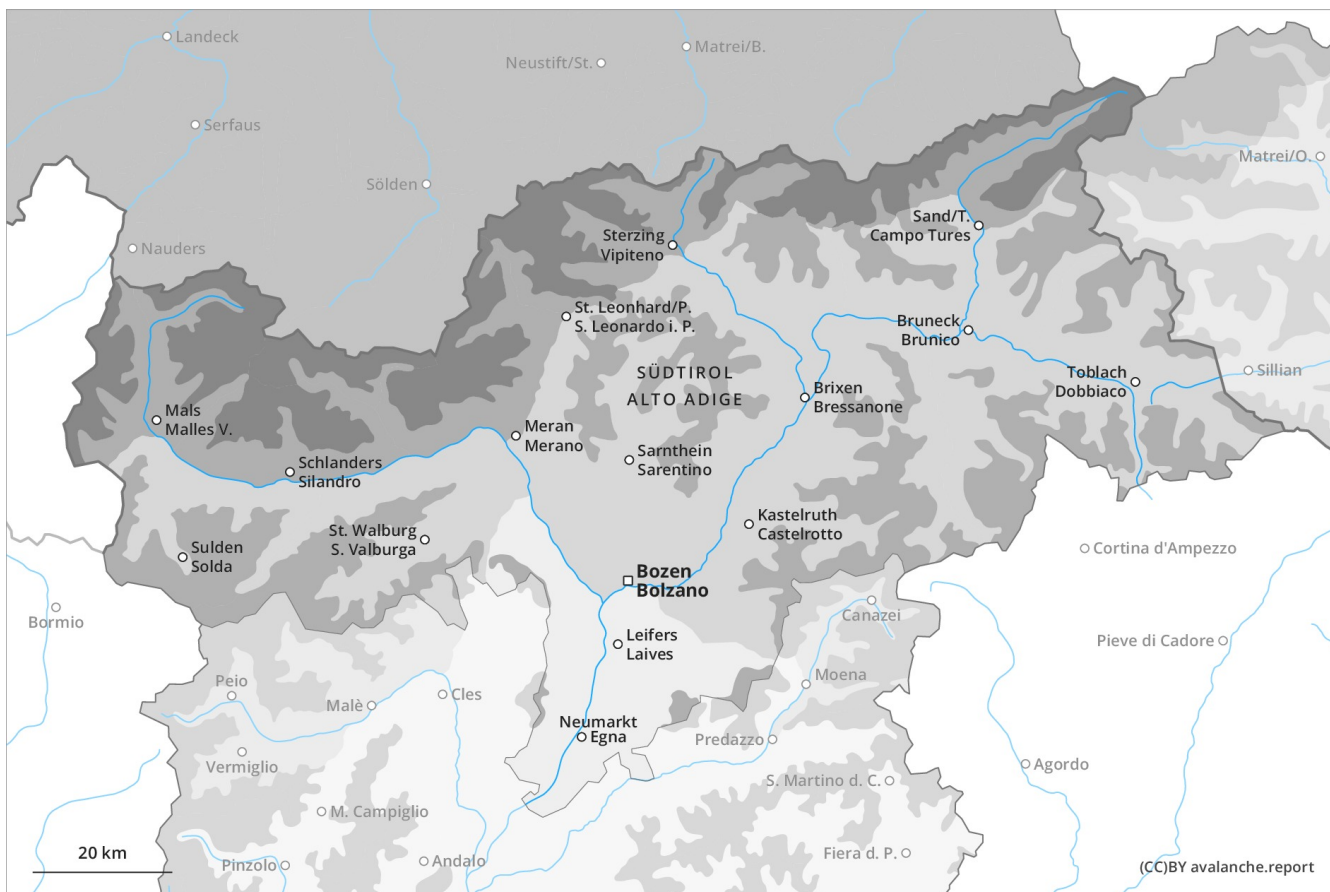 Landeck
Matrei/B.
Neustift/St.
Serfaus
Matrei/O.
Sölden
Sand/T.
Campo Tures
Sterzing
Vipiteno
Nauders
St. Leonhard/P.
S. Leonardo i. P.
Bruneck
Brunico
SÜDTIROL
ALTO ADIGE
Toblach
Dobbiaco
Sillian
Brixen
Bressanone
Mals
Malles V.
Meran
Merano
Schlanders
Silandro
Sarnthein
Sarentino
St. Walburg
S. Valburga
Kastelruth
Castelrotto
Sulden
Solda
Cortina d'Ampezzo
Bozen
Bolzano
Bormio
Canazei
Leifers
Laives
Pieve di Cadore
Peio
Moena
Malè
Cles
Neumarkt
Egna
Predazzo
Vermiglio
Agordo
S. Martino d. C.
M. Campiglio
20 km
Pinzolo
Andalo
Fiera d. P.
(CC)BY avalanche.report